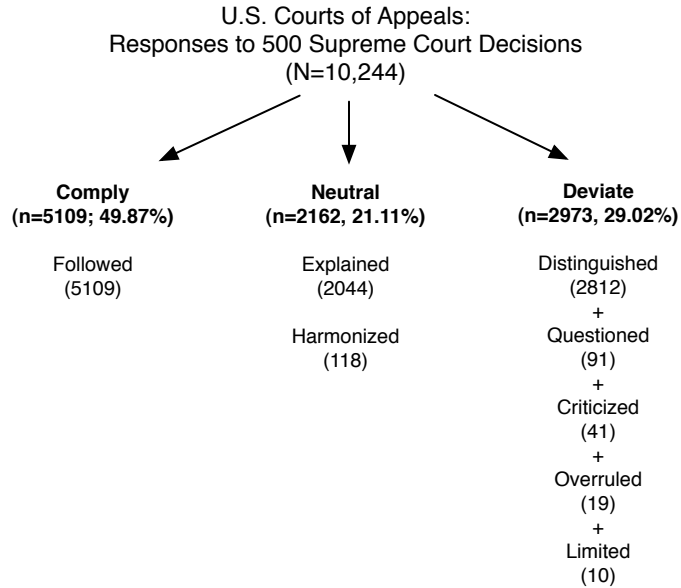 U.S. Courts of Appeals:
Responses to 500 Supreme Court Decisions
(N=10,244)
Comply
(n=5109; 49.87%)
Followed
(5109)
Neutral
(n=2162, 21.11%)
Explained
(2044)
Harmonized
(118)
Deviate
(n=2973, 29.02%)
Distinguished
(2812)
+
Questioned
(91)
+
Criticized
(41)
+
Overruled
(19)
+
Limited
(10)